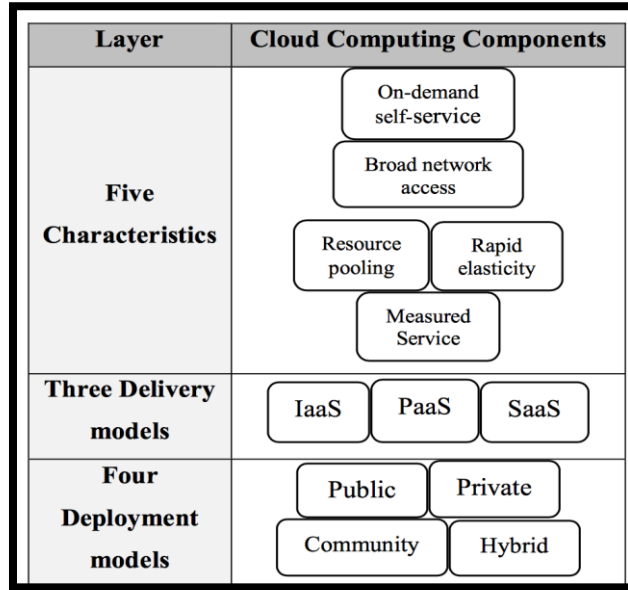 Layer
Cloud Computing Components
Five
Characteristics
On-demand
self-service
Broad network
access
Resource
pooling
Rapid
elasticity
Measured
Service
Three Delivery
models
IaaS
PaaS
SaaS
Four
Deployment
models
Public
Private
Community
Hybrid